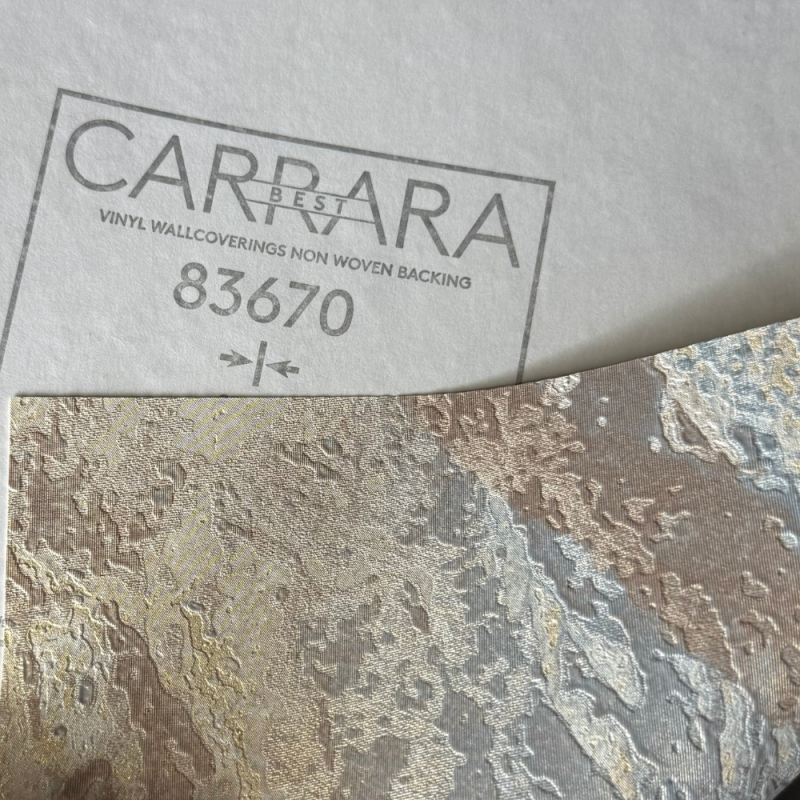 CARRARA
BEST
VINYL WALLCOVERINGS NON WOVEN BACKING
83670